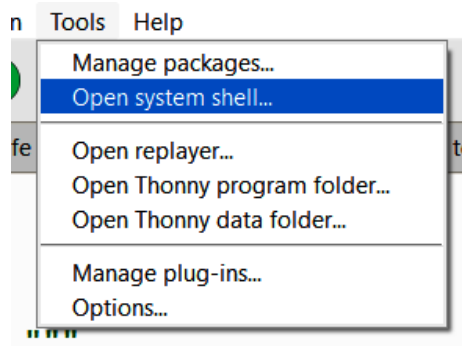 n Tools Help
Manage packages...
Open system shell...
fe
Open replayer...
Open Thonny program folder...
Open Thonny data folder...
Manage plug-ins...
Options...